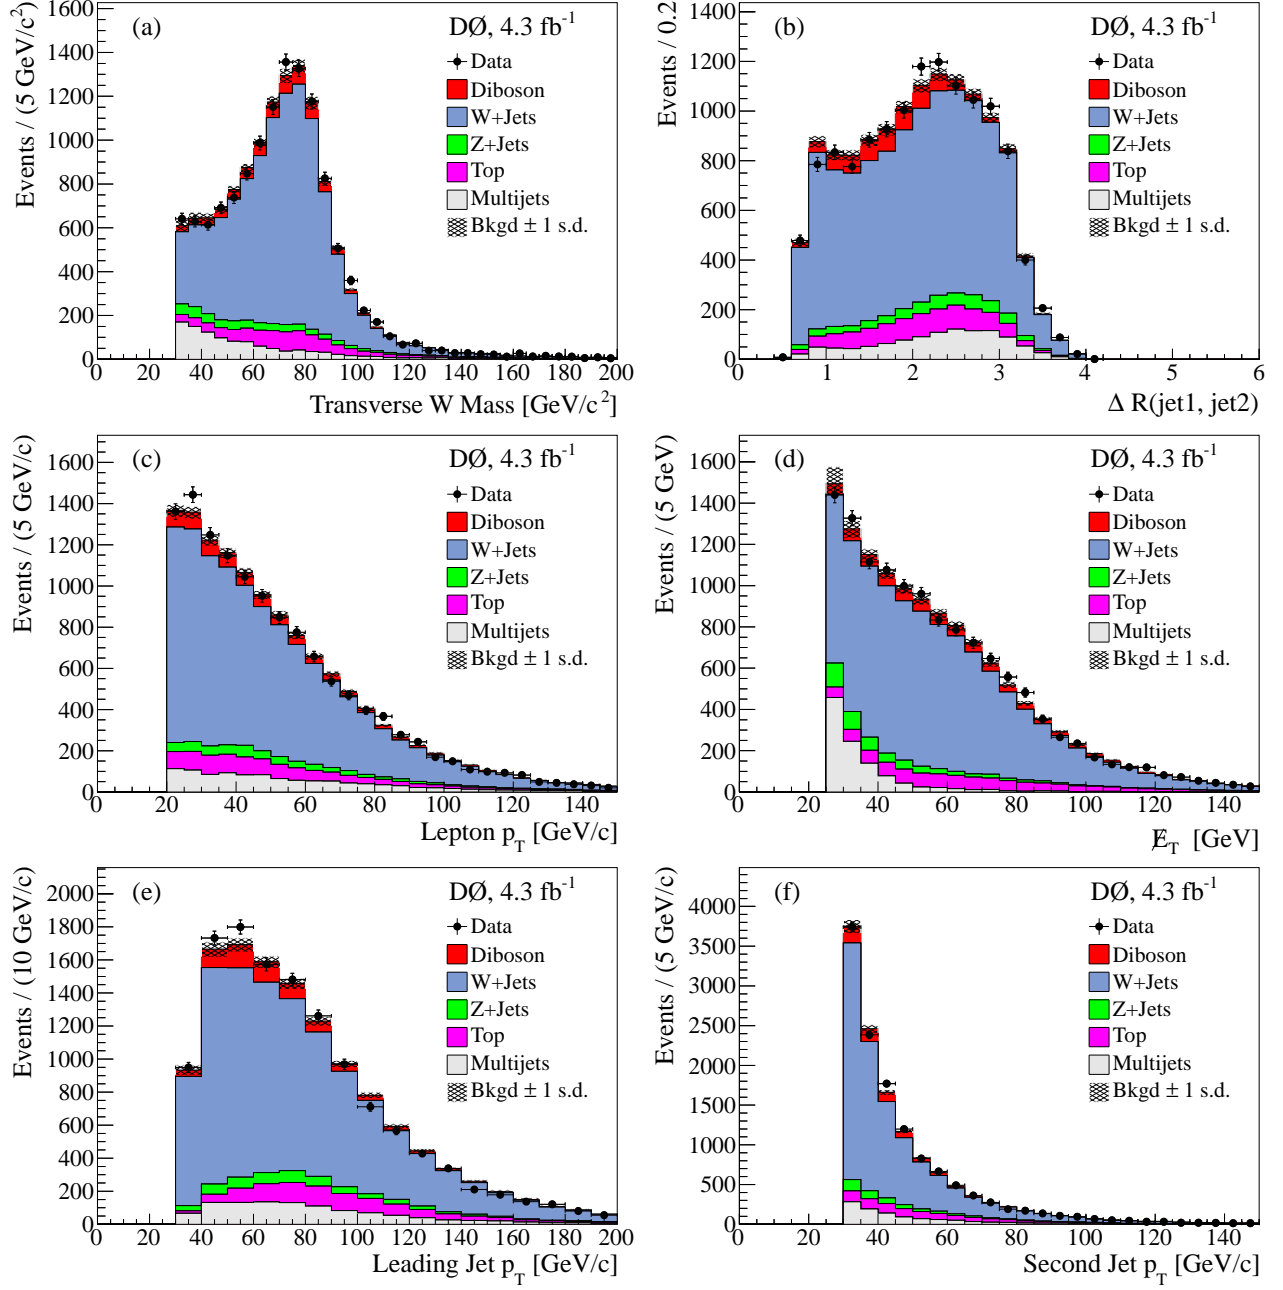 (a)
DØ, 4.3 fb-1
Data
Diboson
W+Jets
Z+Jets
Top
Multijets
Bkgd ± 1 s.d.
Events / (5 GeV/c2)
1600
1400
1200
1000
800
600
400
200
0
0 20 40 60 80 100 120 140 160 180 200
Transverse W Mass [GeV/c2]
(b)
DØ, 4.3 fb-1
Data
Diboson
W+Jets
Z+Jets
Top
Multijets
Bkgd ± 1 s.d.
Events / 0.2
1400
1200
1000
800
600
400
200
0
0 1 2 3 4 5 6
Δ R(jet1, jet2)
(c)
DØ, 4.3 fb-1
Data
Diboson
W+Jets
Z+Jets
Top
Multijets
Bkgd ± 1 s.d.
Events / (5 GeV/c)
1600
1400
1200
1000
800
600
400
200
0
0 20 40 60 80 100 120 140
Lepton pT [GeV/c]
(d)
DØ, 4.3 fb-1
Data
Diboson
W+Jets
Z+Jets
Top
Multijets
Bkgd ± 1 s.d.
Events / (5 GeV)
1600
1400
1200
1000
800
600
400
200
0
0 20 40 60 80 100 120 140
E̸T [GeV]
(e)
DØ, 4.3 fb-1
Data
Diboson
W+Jets
Z+Jets
Top
Multijets
Bkgd ± 1 s.d.
Events / (10 GeV/c)
2000
1800
1600
1400
1200
1000
800
600
400
200
0
0 20 40 60 80 100 120 140 160 180 200
Leading Jet pT [GeV/c]
(f)
DØ, 4.3 fb-1
Data
Diboson
W+Jets
Z+Jets
Top
Multijets
Bkgd ± 1 s.d.
Events / (5 GeV/c)
4000
3500
3000
2500
2000
1500
1000
500
0
0 20 40 60 80 100 120 140
Second Jet pT [GeV/c]